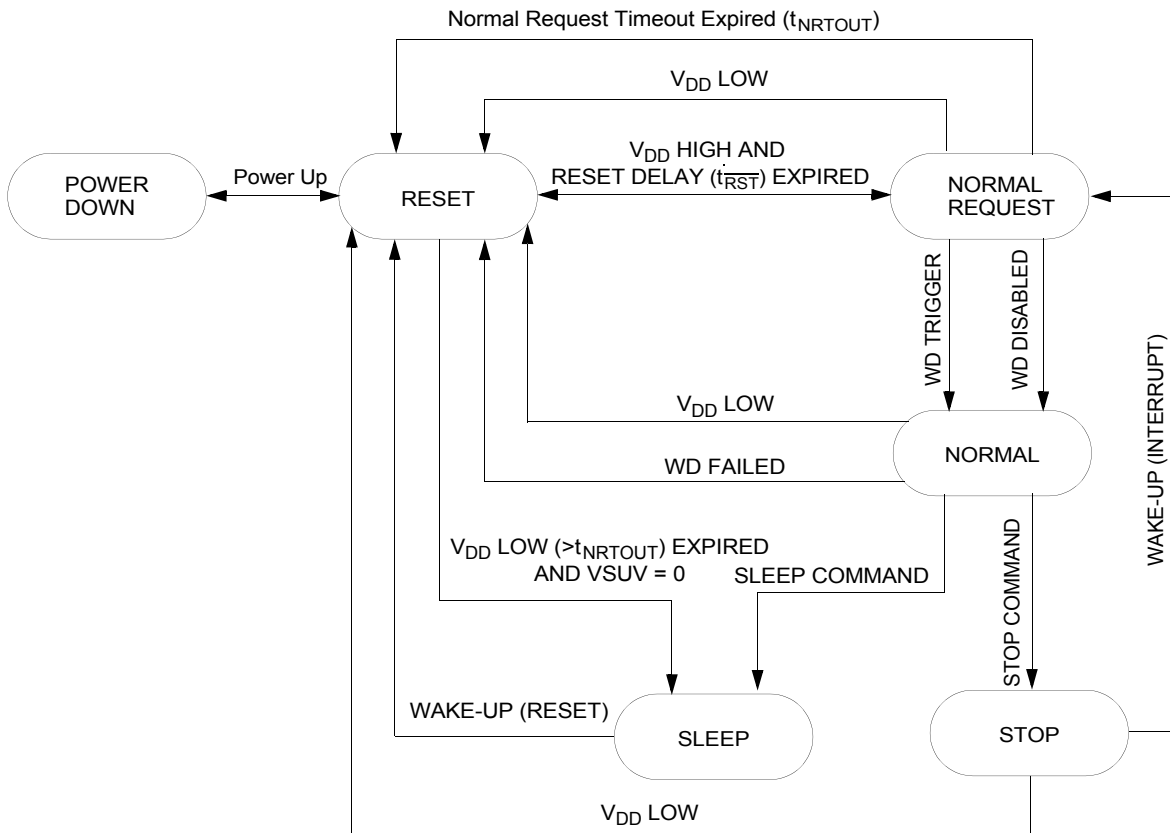 Normal Request Timeout Expired (tNRTOUT)
VDD LOW
VDD HIGH AND
RESET DELAY (tRST) EXPIRED
POWER
DOWN
Power Up
RESET
NORMAL
REQUEST
WD TRIGGER
WD DISABLED
WAKE-UP (INTERRUPT)
VDD LOW
NORMAL
WD FAILED
VDD LOW (>tNRTOUT) EXPIRED
AND VSUV = 0
SLEEP COMMAND
STOP COMMAND
WAKE-UP (RESET)
SLEEP
STOP
VDD LOW